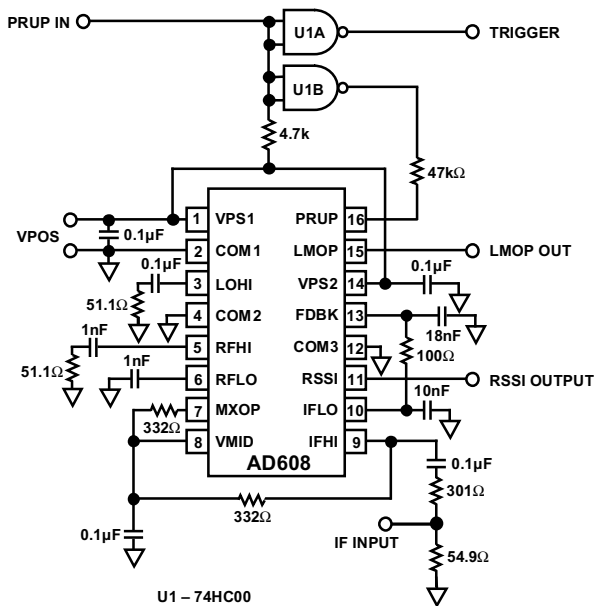 PRUP IN
U1A
TRIGGER
U1B
4.7k
47kΩ
VPOS
0.1µF
1 VPS1
PRUP 16
2 COM1
LMOP 15
LMOP OUT
0.1µF
3 LOHI
VPS2 14
0.1µF
51.1Ω
4 COM2
FDBK 13
18nF
1nF
5 RFHI
COM3 12
100Ω
51.1Ω
1nF
6 RFLO
RSSI 11
RSSI OUTPUT
10nF
7 MXOP
IFLO 10
332Ω
8 VMID
IFHI 9
AD608
0.1µF
301Ω
332Ω
0.1µF
IF INPUT
54.9Ω
U1 – 74HC00